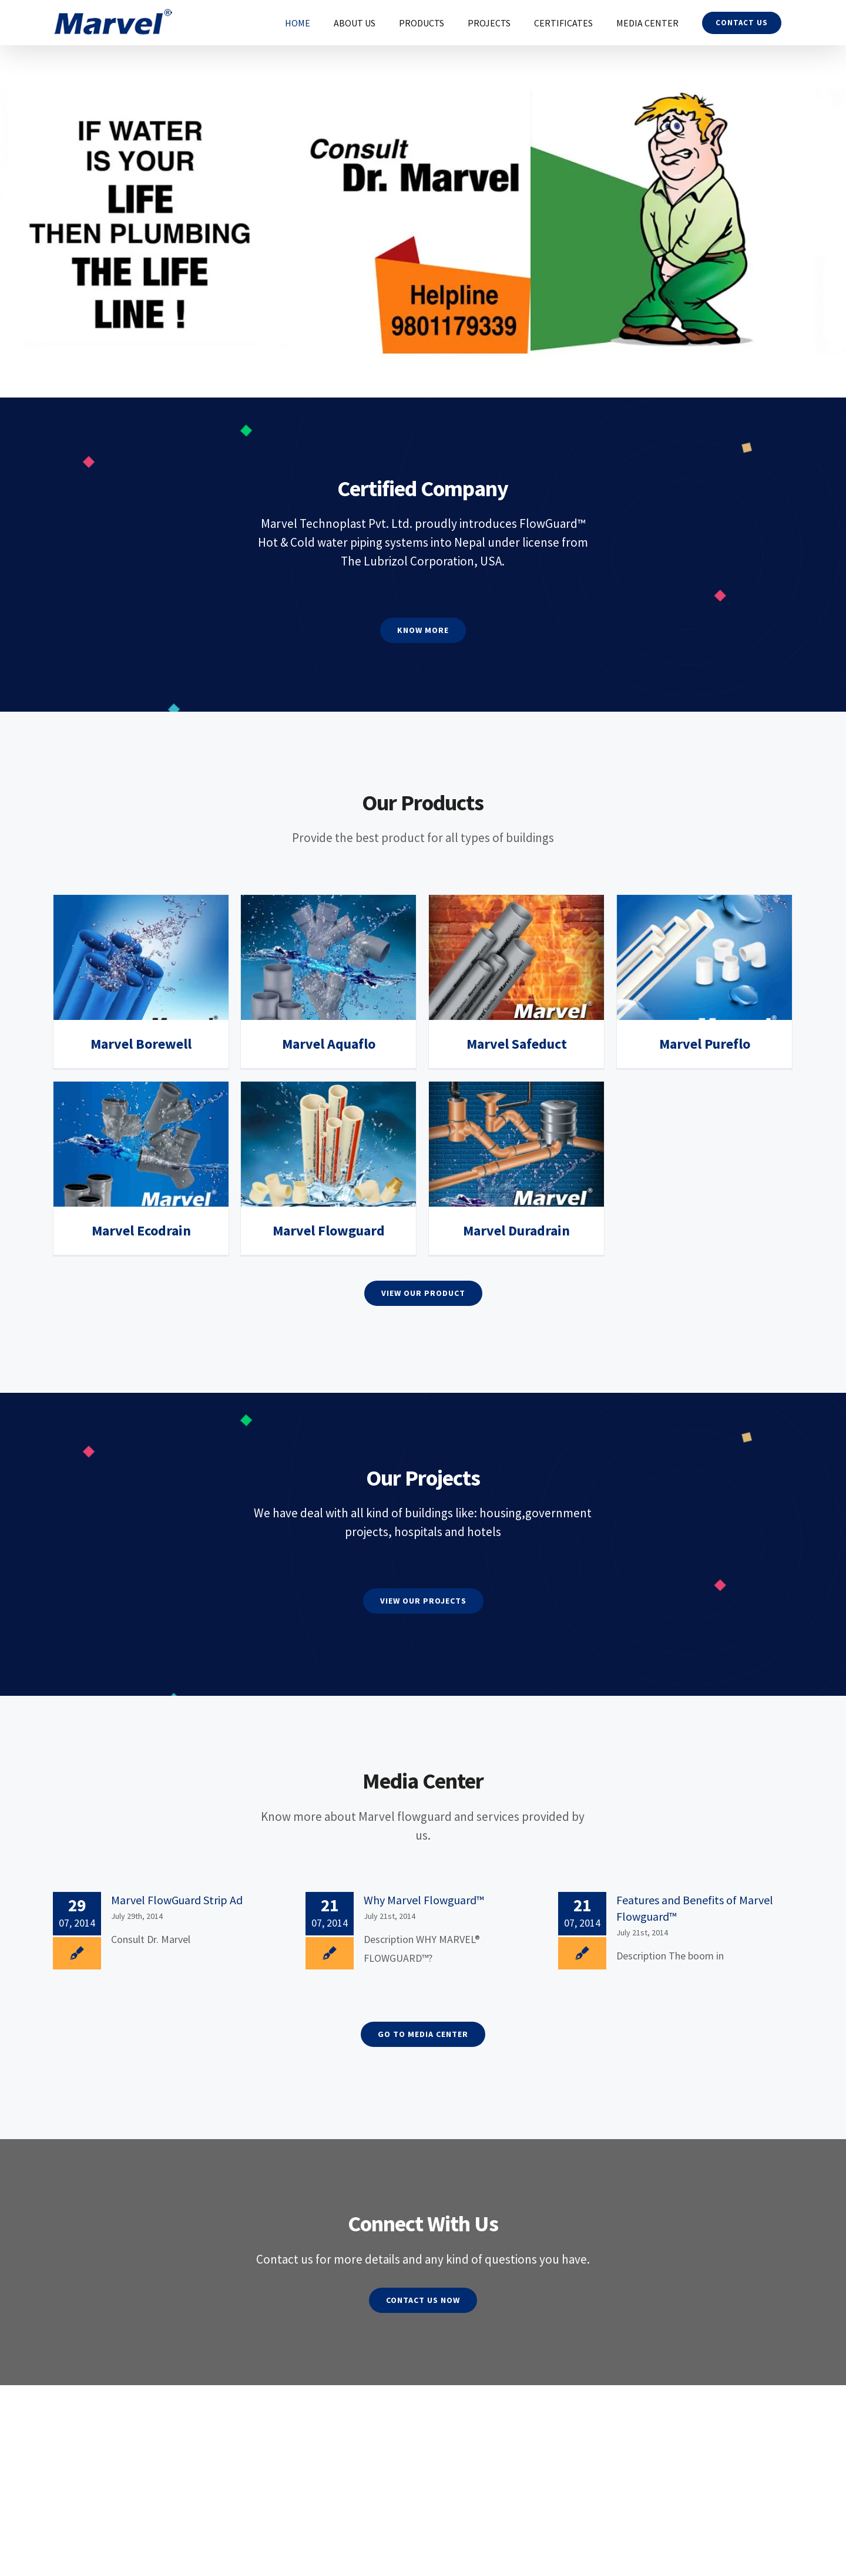 Marvel®
HOME
ABOUT US
PRODUCTS
PROJECTS
CERTIFICATES
MEDIA CENTER
CONTACT US
IF WATER
IS YOUR
LIFE
THEN PLUMBING
THE LIFE
LINE !
Consult
Dr. Marvel
Helpline
9801179339
Certified Company
Marvel Technoplast Pvt. Ltd. proudly introduces FlowGuard™
Hot & Cold water piping systems into Nepal under license from
The Lubrizol Corporation, USA.
KNOW MORE
Our Products
Provide the best product for all types of buildings
Marvel Borewell
Marvel Aquaflo
Marvel®
Marvel Safeduct
Marvel Pureflo
Marvel®
Marvel Ecodrain
Marvel Flowguard
Marvel®
Marvel Duradrain
VIEW OUR PRODUCT
Our Projects
We have deal with all kind of buildings like: housing,government
projects, hospitals and hotels
VIEW OUR PROJECTS
Media Center
Know more about Marvel flowguard and services provided by
us.
29
07, 2014
Marvel FlowGuard Strip Ad
July 29th, 2014
Consult Dr. Marvel
21
07, 2014
Why Marvel Flowguard™
July 21st, 2014
Description WHY MARVEL®
FLOWGUARD™?
21
07, 2014
Features and Benefits of Marvel
Flowguard™
July 21st, 2014
Description The boom in
GO TO MEDIA CENTER
Connect With Us
Contact us for more details and any kind of questions you have.
CONTACT US NOW